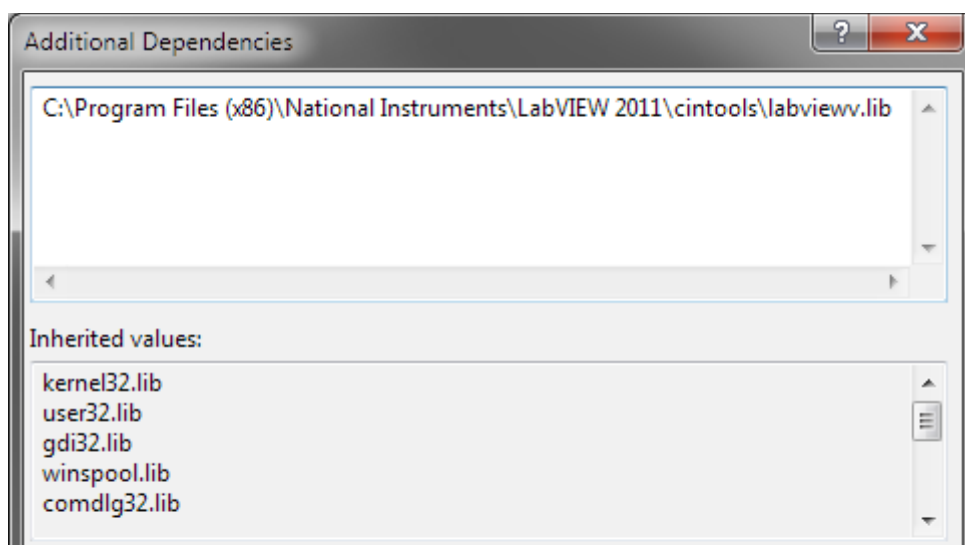 Additional Dependencies
C:\Program Files (x86)\National Instruments\LabVIEW 2011\cintools\labviewv.lib
Inherited values:
kernel32.lib
user32.lib
gdi32.lib
winspool.lib
comdlg32.lib